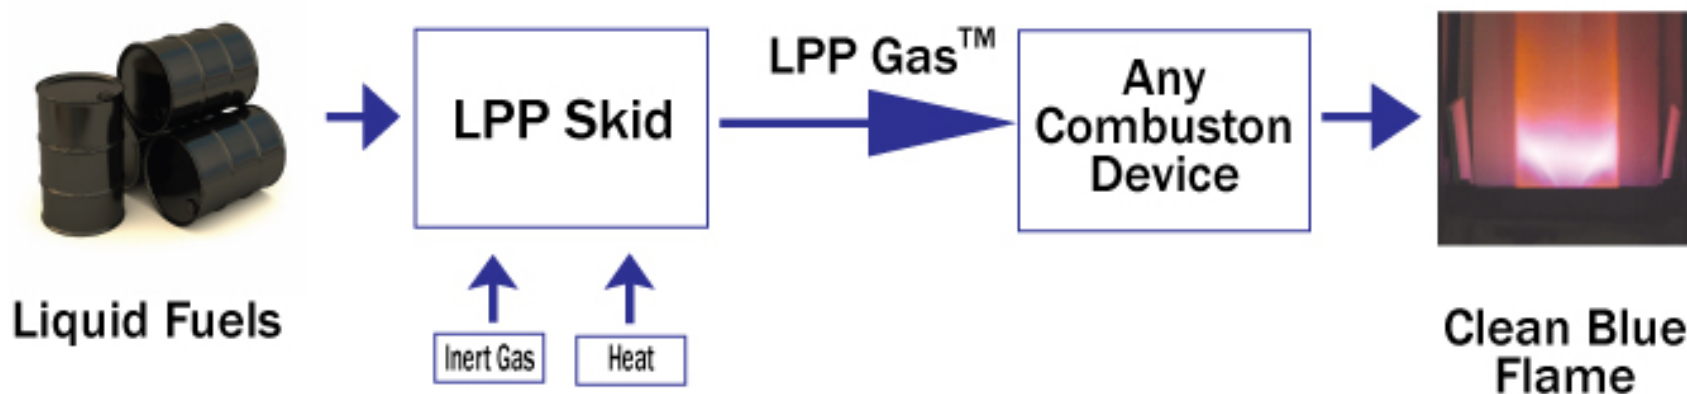 Liquid Fuels
LPP Skid
Inert Gas
Heat
LPP Gas™
Any
Combuston
Device
Clean Blue
Flame